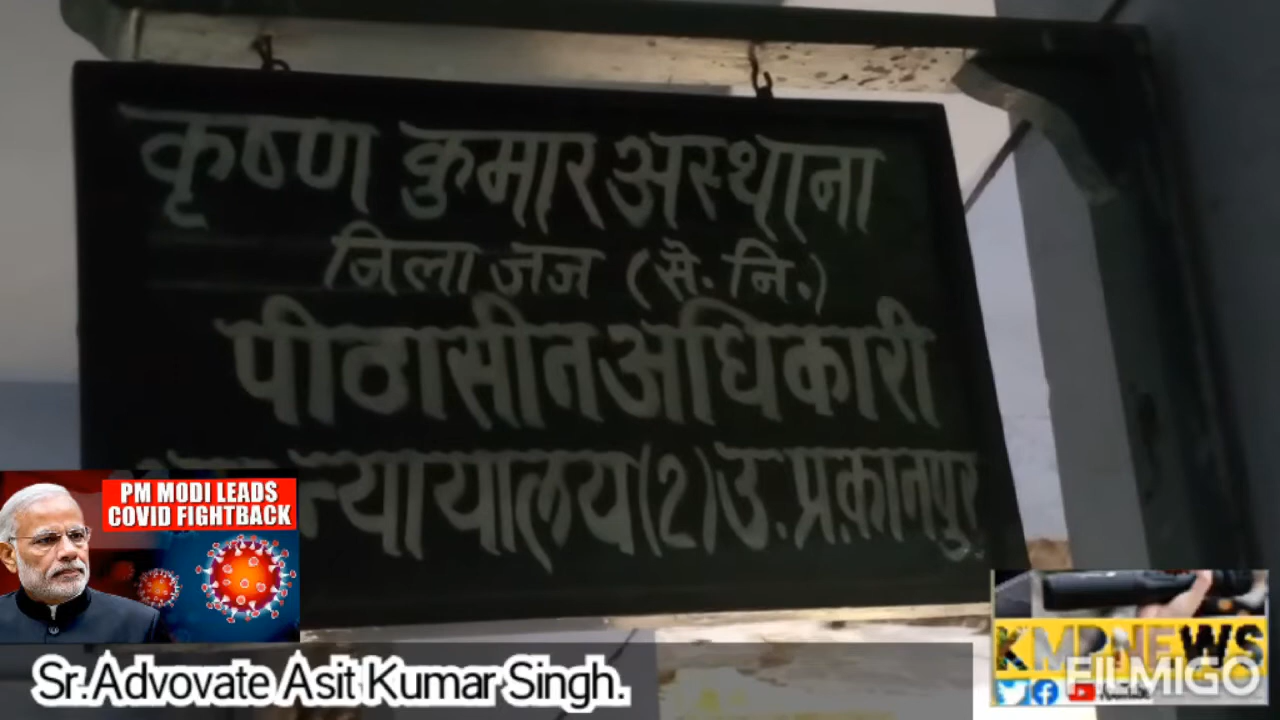 कृष्ण कुमार अस्थाना
जिला जज (से. नि.)
पीठासीन अधिकारी
न्यायालय (2) उ. प्र. कानपुर
PM MODI LEADS
COVID FIGHTBACK
Sr.Advovate Asit Kumar Singh.
KMPNEWS
FILMIGO